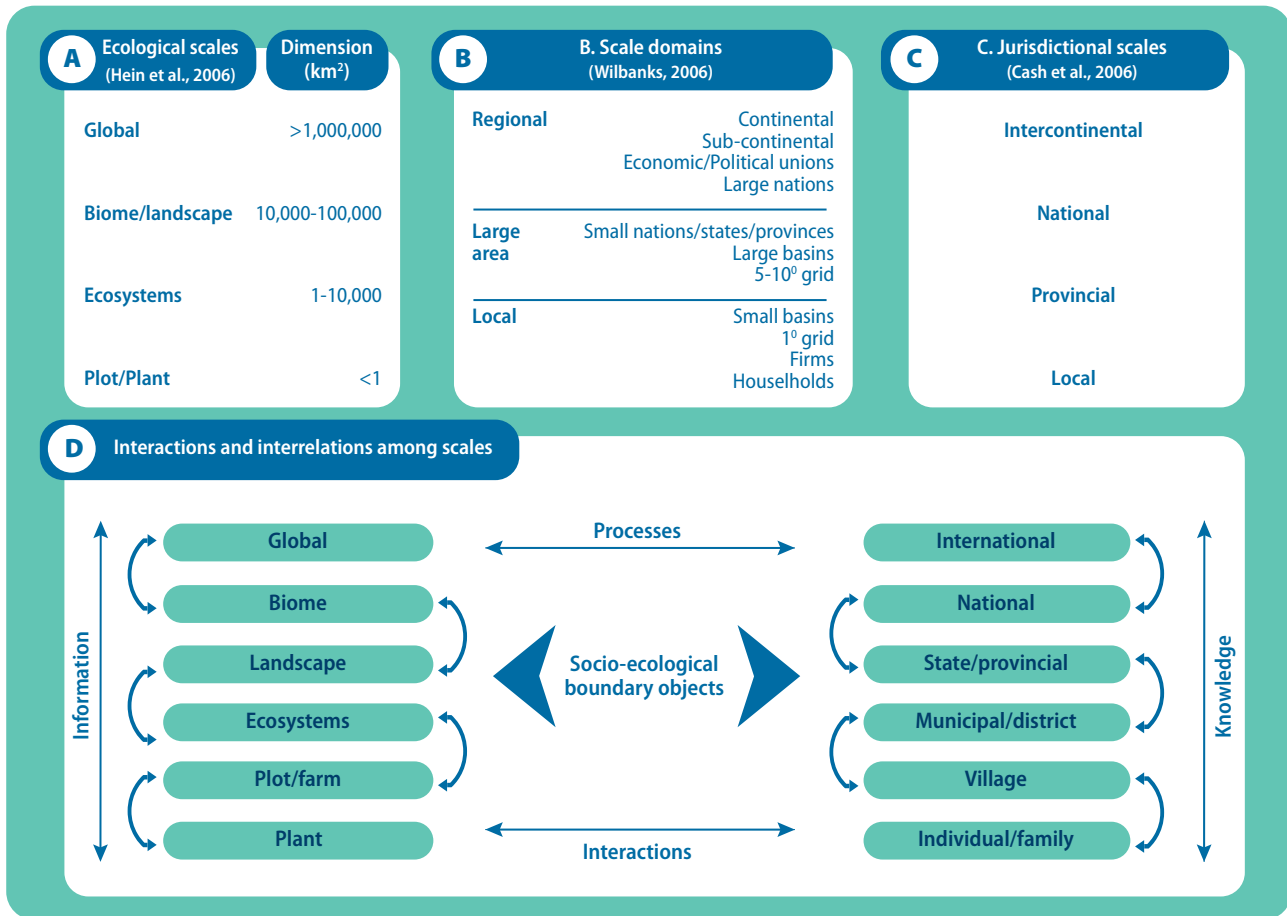 A
Ecological scales
(Hein et al., 2006)
Dimension
(km²)
Global >1,000,000
Biome/landscape 10,000-100,000
Ecosystems 1-10,000
Plot/Plant <1
B
B. Scale domains
(Wilbanks, 2006)
Regional Continental
Sub-continental
Economic/Political unions
Large nations
Large area Small nations/states/provinces
Large basins
5-10⁰ grid
Local Small basins
1⁰ grid
Firms
Houselholds
C
C. Jurisdictional scales
(Cash et al., 2006)
Intercontinental
National
Provincial
Local
D
Interactions and interrelations among scales
Information
Global
Biome
Landscape
Ecosystems
Plot/farm
Plant
Processes
Socio-ecological
boundary objects
Interactions
International
National
State/provincial
Municipal/district
Village
Individual/family
Knowledge